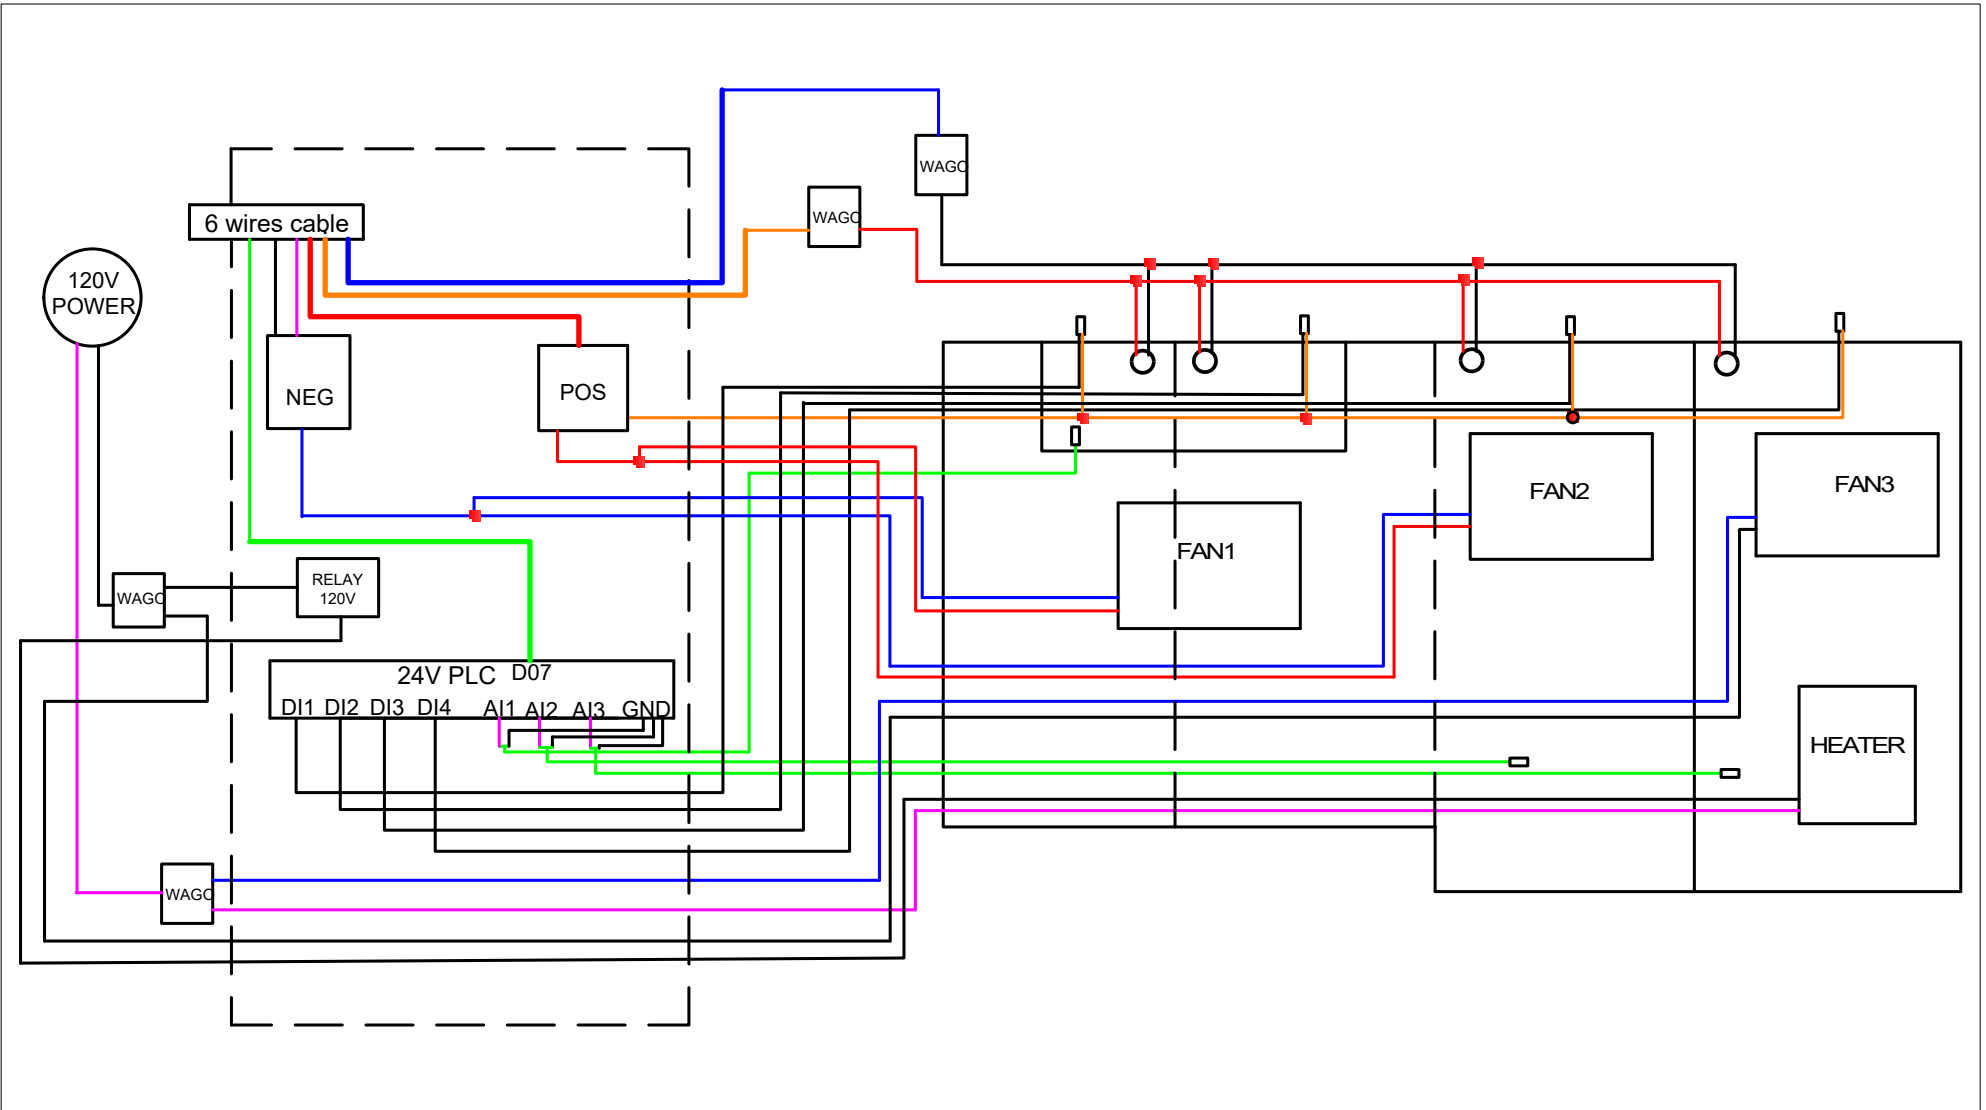 WAGO
WAGO
6 wires cable
120V
POWER
NEG
POS
FAN1
FAN2
FAN3
RELAY
120V
WAGO
24V PLC D07
DI1 DI2 DI3 DI4 AI1 AI2 AI3 GND
HEATER
WAGO